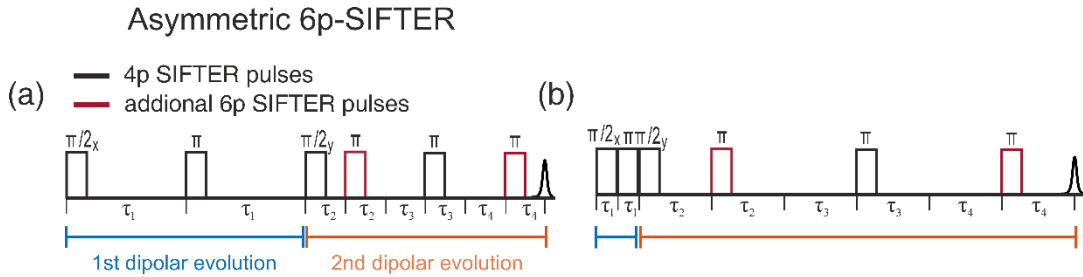 Asymmetric 6p-SIFTER
(a)
4p SIFTER pulses
addional 6p SIFTER pulses
π/2x π π/2y π π π
τ1 τ1 τ2 τ2 τ3 τ3 τ4 τ4
1st dipolar evolution 2nd dipolar evolution
(b)
π/2x π π/2y π π π
τ1 τ1 τ2 τ2 τ3 τ3 τ4 τ4